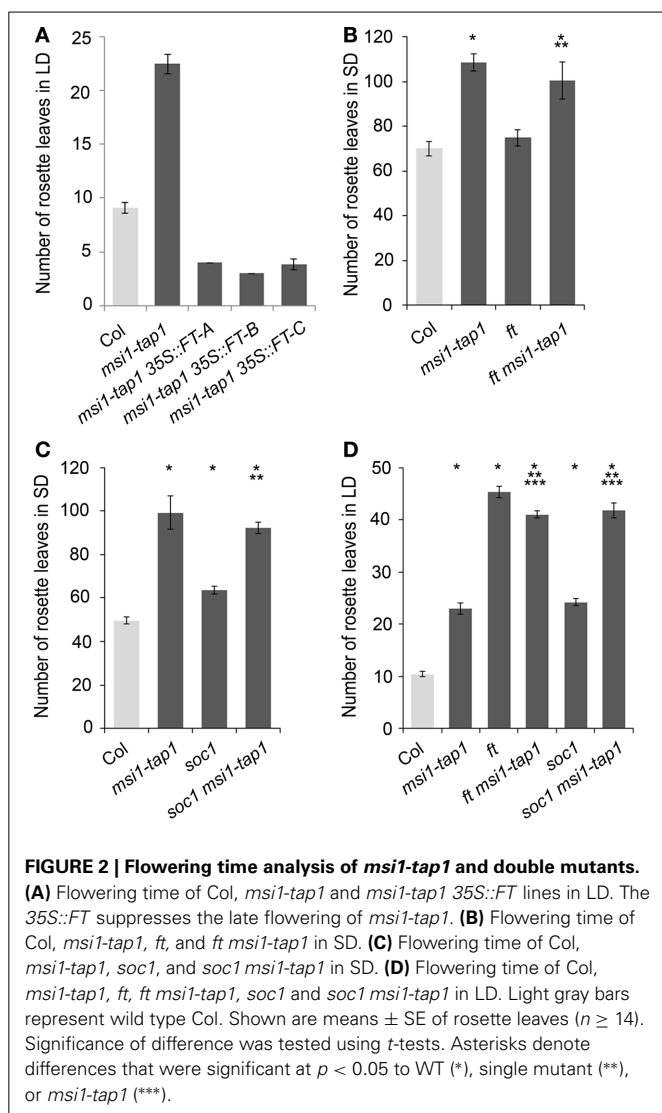 A
Number of rosette leaves in LD
25
20
15
10
5
0
Col
msi1-tap1
msi1-tap1 35S::FT-A
msi1-tap1 35S::FT-B
msi1-tap1 35S::FT-C
B
Number of rosette leaves in SD
120
100
80
60
40
20
0
*
*
**
Col
msi1-tap1
ft
ft msi1-tap1
C
Number of rosette leaves in SD
120
100
80
60
40
20
0
*
*
*
**
Col
msi1-tap1
soc1
soc1 msi1-tap1
D
Number of rosette leaves in LD
50
40
30
20
10
0
*
*
*
**
***
*
*
**
***
Col
msi1-tap1
ft
ft msi1-tap1
soc1
soc1 msi1-tap1
FIGURE 2 | Flowering time analysis of msi1-tap1 and double mutants.
(A) Flowering time of Col, msi1-tap1 and msi1-tap1 35S::FT lines in LD. The
35S::FT suppresses the late flowering of msi1-tap1. (B) Flowering time of
Col, msi1-tap1, ft, and ft msi1-tap1 in SD. (C) Flowering time of Col,
msi1-tap1, soc1, and soc1 msi1-tap1 in SD. (D) Flowering time of Col,
msi1-tap1, ft, ft msi1-tap1, soc1 and soc1 msi1-tap1 in LD. Light gray bars
represent wild type Col. Shown are means ± SE of rosette leaves (n ≥ 14).
Significance of difference was tested using t-tests. Asterisks denote
differences that were significant at p < 0.05 to WT (*), single mutant (**),
or msi1-tap1 (***).